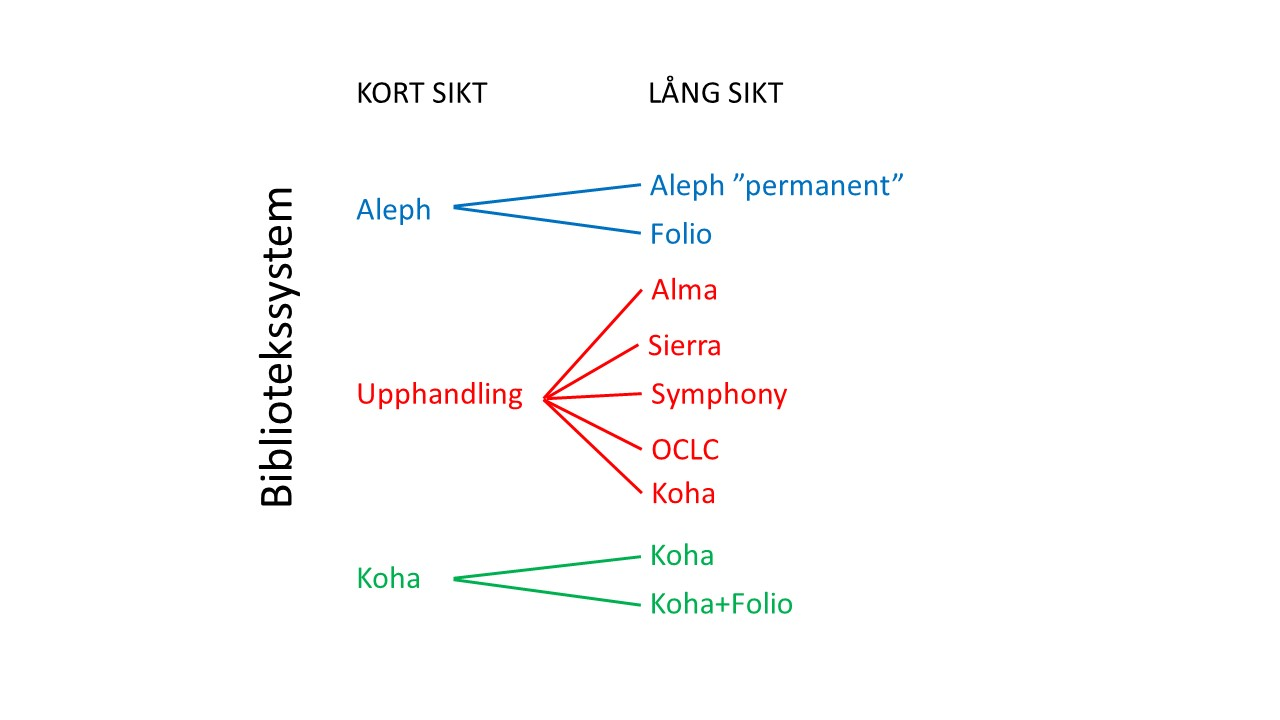 KORT SIKT
LÅNG SIKT
Bibliotekssystem
Aleph
Aleph ”permanent”
Folio
Upphandling
Alma
Sierra
Symphony
OCLC
Koha
Koha
Koha
Koha+Folio